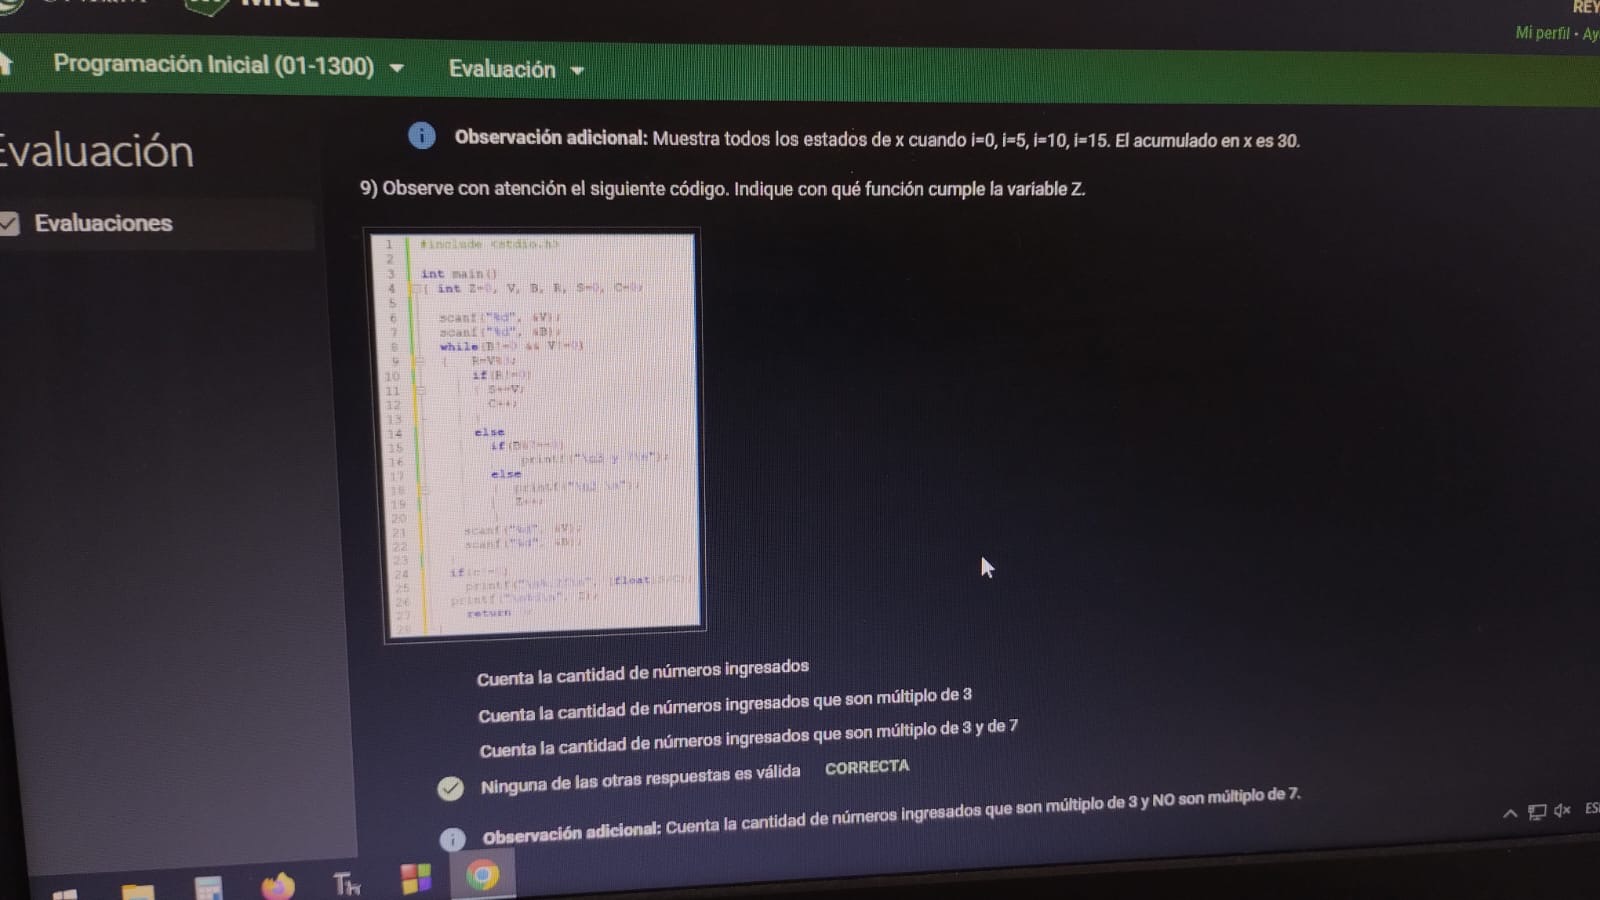 REY
Mi perfil • Ay
Programación Inicial (01-1300)
Evaluación
Evaluación
Evaluaciones
Observación adicional: Muestra todos los estados de x cuando i=0, i=5, i=10, i=15. El acumulado en x es 30.
9) Observe con atención el siguiente código. Indique con qué función cumple la variable Z.
1 #include <stdio.h>
2
3 int main()
4 { int Z=0, V, B, R, S=0, C=0;
5
6 scanf("%d", &V);
7 scanf("%d", &B);
8 while(B!=0 && V!=0)
9 {
10 if(R!=0)
11 { S+=V;
12 C++;
13
14 else
15 if
16 printf
17 else
18 printf
19 Z++;
20
21 scanf("%d", &V);
22 scanf("%d", &B);
23
24 if
25 printf (float)
26 printf Z);
27 return
28
Cuenta la cantidad de números ingresados
Cuenta la cantidad de números ingresados que son múltiplo de 3
Cuenta la cantidad de números ingresados que son múltiplo de 3 y de 7
Ninguna de las otras respuestas es válida CORRECTA
Observación adicional: Cuenta la cantidad de números ingresados que son múltiplo de 3 y NO son múltiplo de 7.